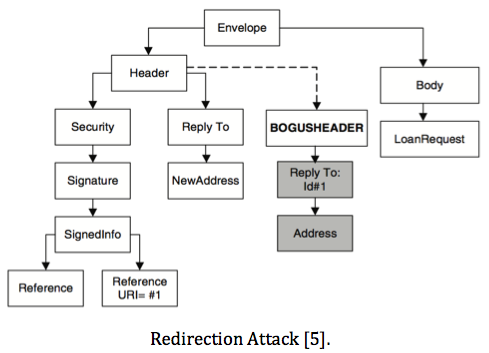 Envelope
Header
Body
Security
Reply To
BOGUSHEADER
LoanRequest
Signature
NewAddress
Reply To:
Id#1
SignedInfo
Address
Reference
Reference
URI= #1
Redirection Attack [5].